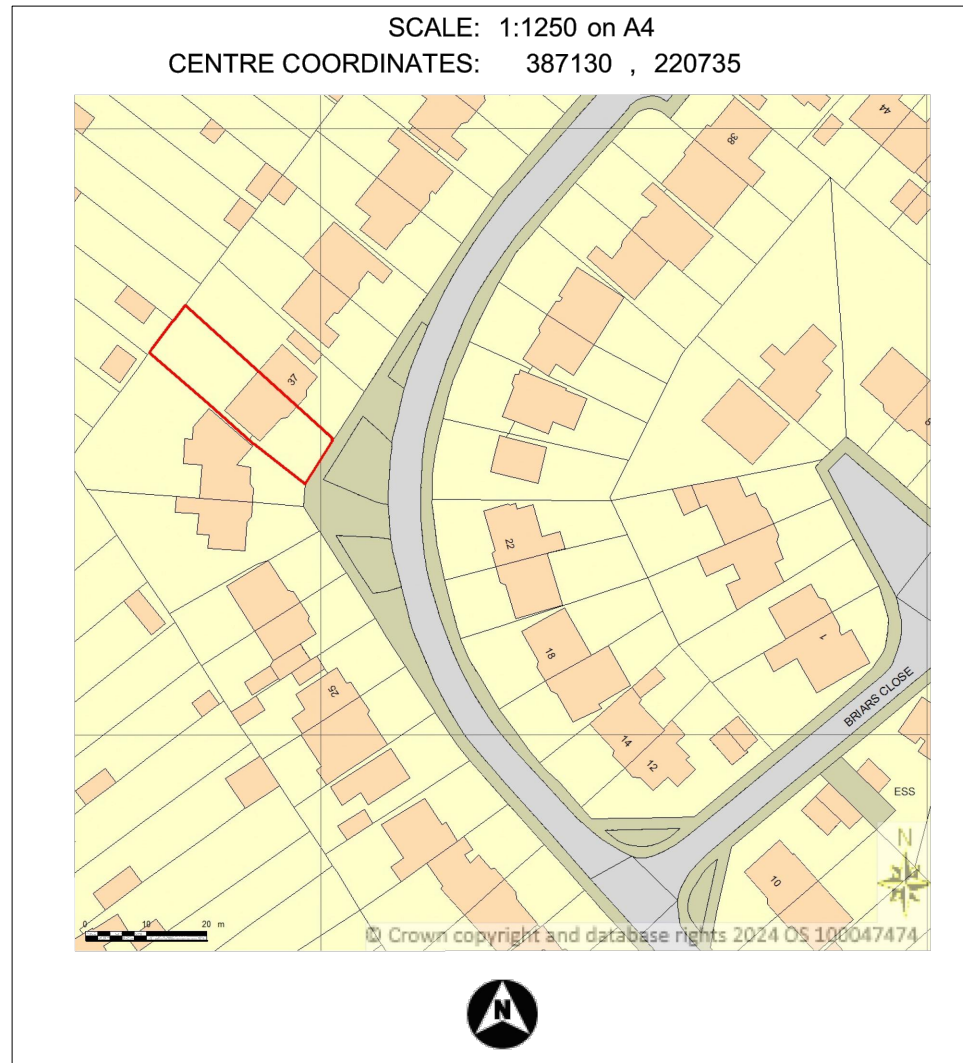 SCALE: 1:1250 on A4
CENTRE COORDINATES: 387130 , 220735
44
38
37
9
22
1
18
25
BRIARS CLOSE
14
12
ESS
N
10
0 10 20 m
© Crown copyright and database rights 2024 OS 100047474
N